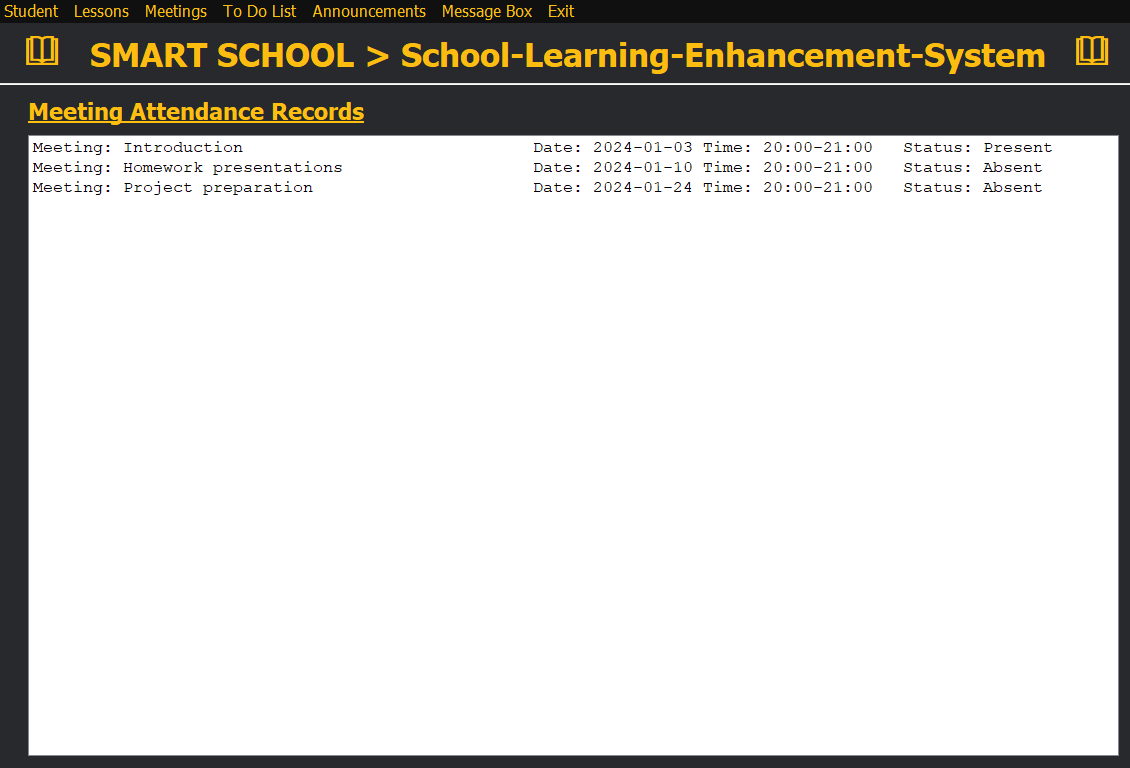 Student Lessons Meetings To Do List Announcements Message Box Exit
SMART SCHOOL > School-Learning-Enhancement-System
Meeting Attendance Records
Meeting: Introduction Date: 2024-01-03 Time: 20:00-21:00 Status: Present
Meeting: Homework presentations Date: 2024-01-10 Time: 20:00-21:00 Status: Absent
Meeting: Project preparation Date: 2024-01-24 Time: 20:00-21:00 Status: Absent